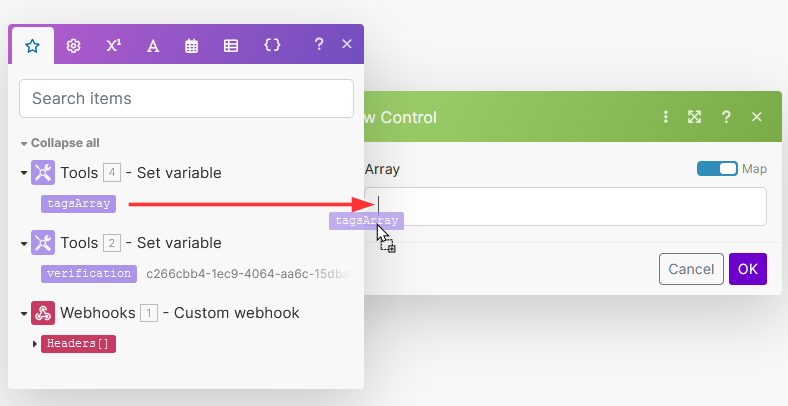 X¹ A {} ?
Search items
Collapse all
Tools 4 - Set variable
tagsArray
Tools 2 - Set variable
verification c266cbb4-1ec9-4064-aa6c-15dba
Webhooks 1 - Custom webhook
Headers[]
w Control ?
Array Map
tagsArray
Cancel OK